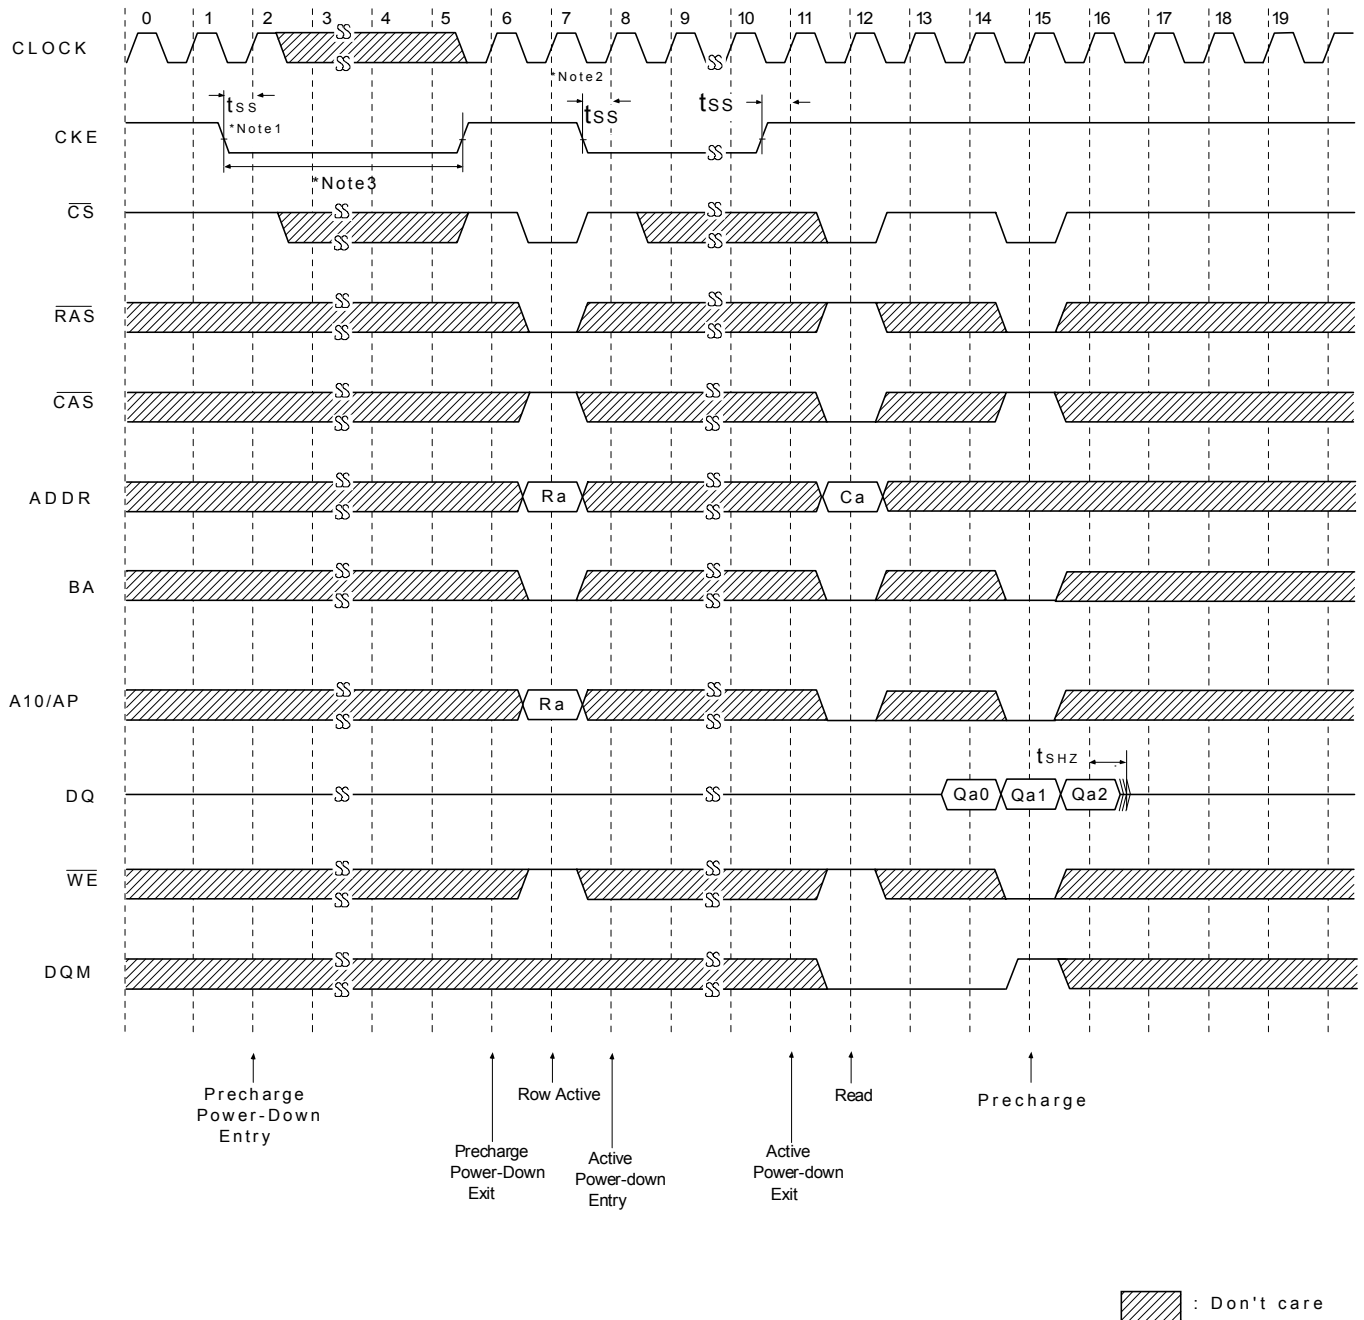 0 1 2 3 4 5 6 7 8 9 10 11 12 13 14 15 16 17 18 19
CLOCK
*Note2
tSS
tSS
tSS
*Note1
CKE
*Note3
CS
RAS
CAS
ADDR
Ra
Ca
BA
A10/AP
Ra
tSHZ
DQ
Qa0 Qa1 Qa2
WE
DQM
Precharge
Power-Down
Entry
Row Active
Read
Precharge
Precharge
Power-Down
Exit
Active
Power-down
Entry
Active
Power-down
Exit
: Don't care